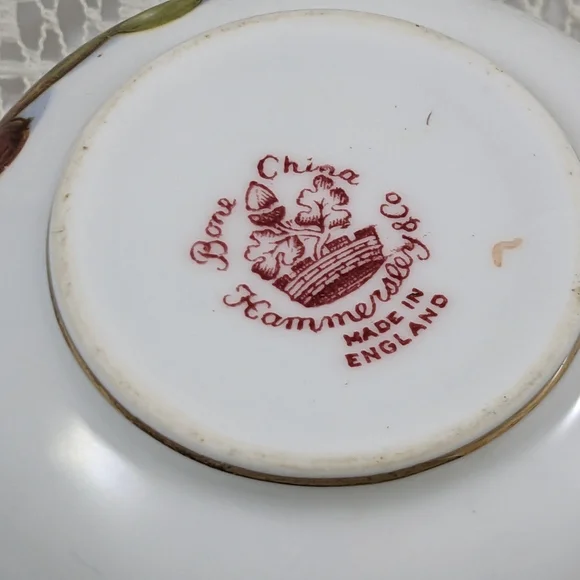 Bone China
Hammersley & Co
MADE IN
ENGLAND